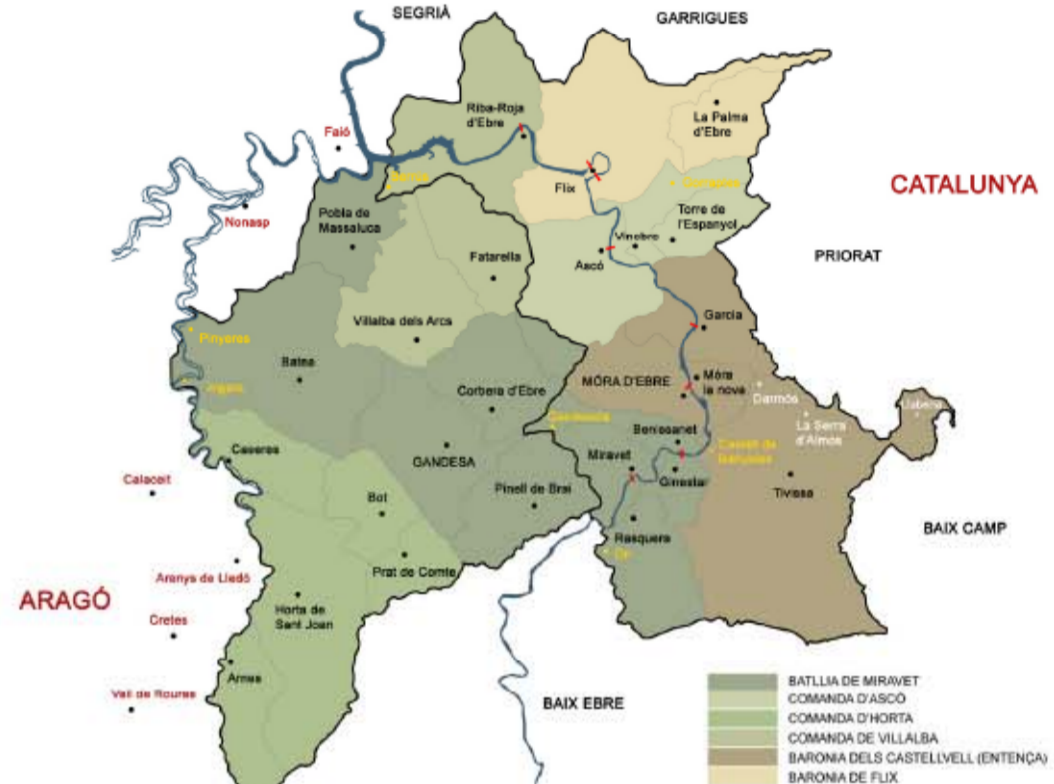 SEGRIÀ
GARRIGUES
Riba-Roja
d'Ebre
La Palma
d'Ebre
Faió
Berrús
Flix
CATALUNYA
Nonasp
Pobla de
Massaluca
Torre de
l'Espanyol
Vinebre
Ascó
PRIORAT
Fatarella
Garcia
Villalba dels Arcs
Pinyeres
Batea
MÓRA D'EBRE
Móra
la nova
Corbera d'Ebre
Darmós
La Serra
d'Almos
Benissanet
Caseres
GANDESA
Miravet
Ginestar
Calaceit
Bot
Pinell de Brai
Tivissa
BAIX CAMP
Rasquera
Arenys de Lledó
Prat de Comte
ARAGÓ
Horta de
Sant Joan
Cretes
Arnes
Vall de Roures
BAIX EBRE
BATLLIA DE MIRAVET
COMANDA D'ASCÓ
COMANDA D'HORTA
COMANDA DE VILLALBA
BARONIA DELS CASTELLVELL (ENTENÇA)
BARONIA DE FLIX